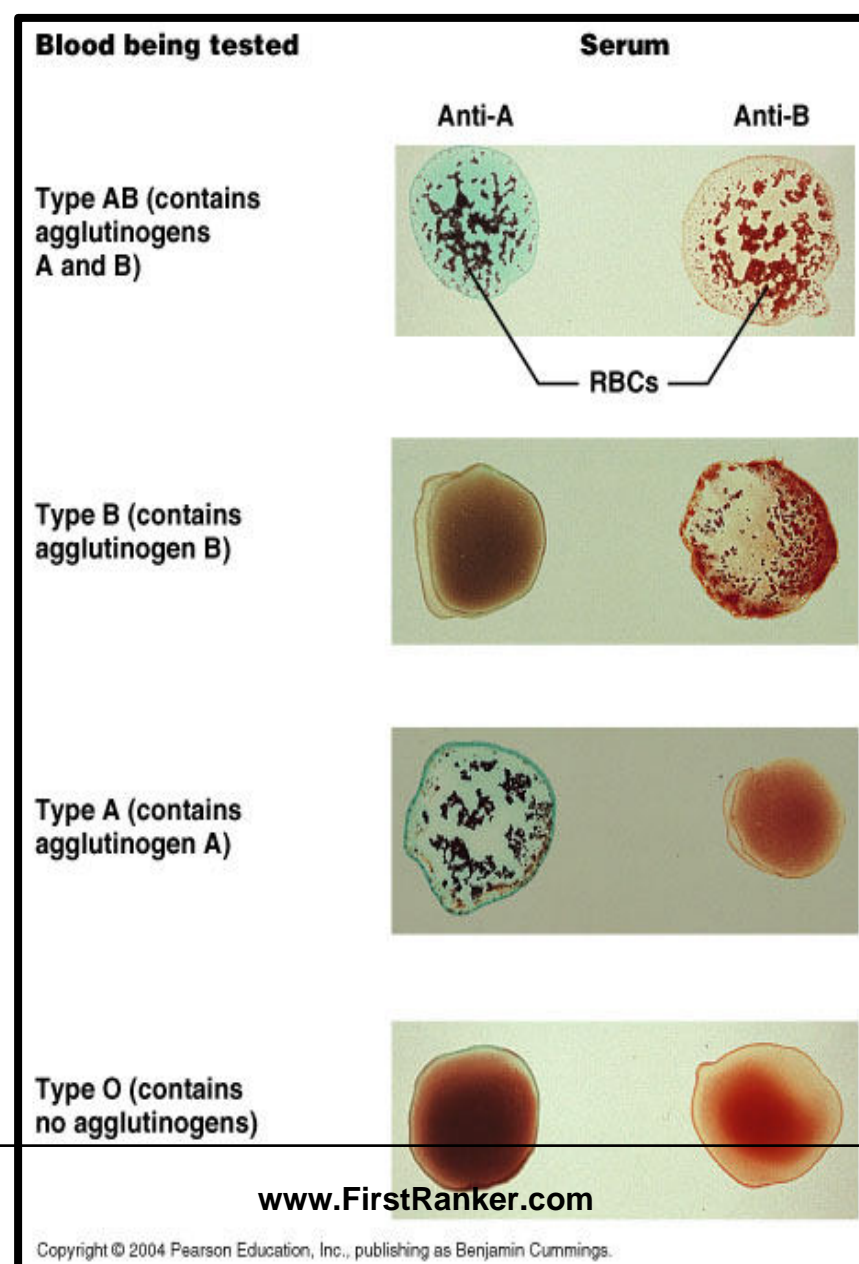 Blood being tested
Serum
Anti-A
Anti-B
Type AB (contains
agglutinogens
A and B)
RBCs
Type B (contains
agglutinogen B)
Type A (contains
agglutinogen A)
Type O (contains
no agglutinogens)
www.FirstRanker.com
Copyright © 2004 Pearson Education, Inc., publishing as Benjamin Cummings.